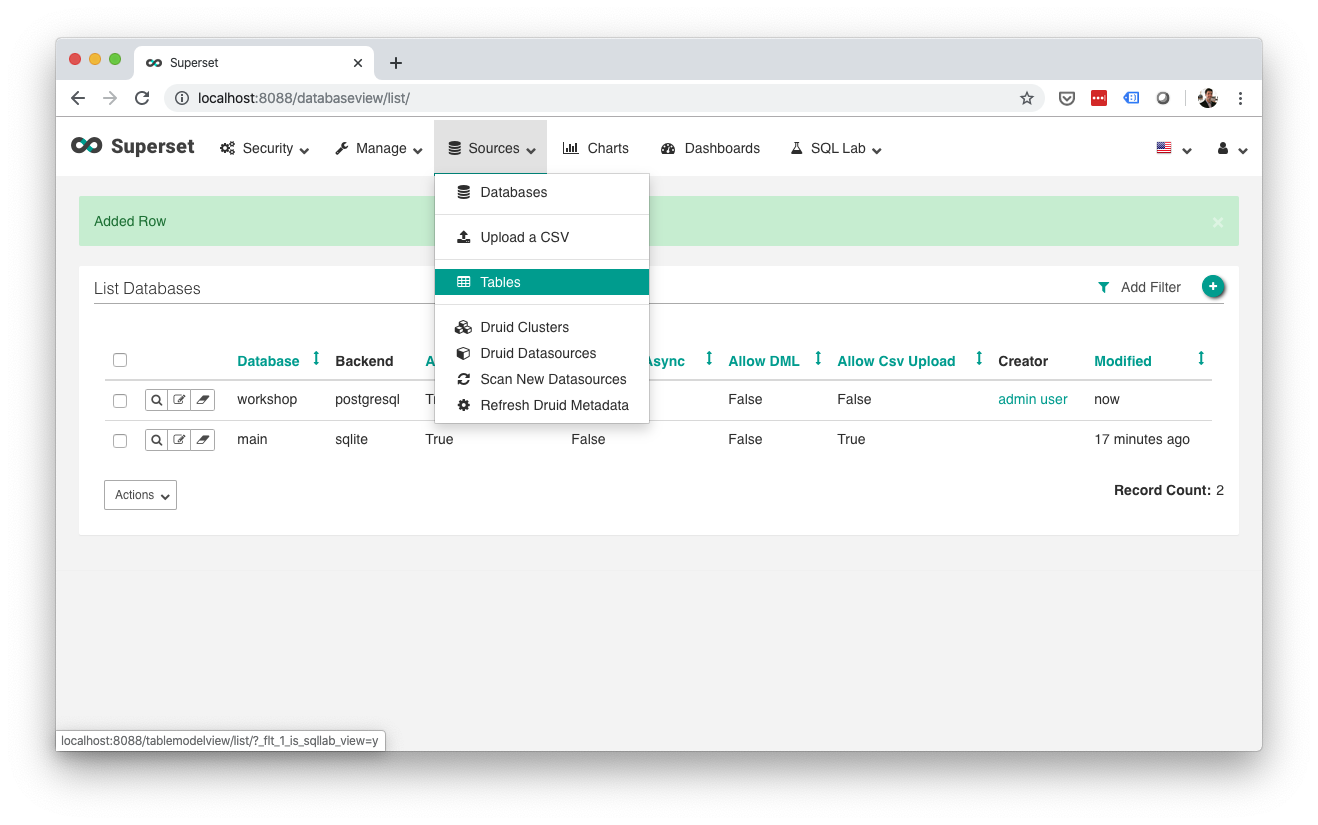 Superset
localhost:8088/databaseview/list/
Superset Security Manage Sources Charts Dashboards SQL Lab
Databases
Added Row ×
Upload a CSV
Tables
List Databases Add Filter +
Druid Clusters
Druid Datasources
Database Backend A Async Allow DML Allow Csv Upload Creator Modified
Scan New Datasources
workshop postgresql False False admin user now
Refresh Druid Metadata
main sqlite True False False True 17 minutes ago
Actions Record Count: 2
localhost:8088/tablemodelview/list/?_flt_1_is_sqllab_view=y